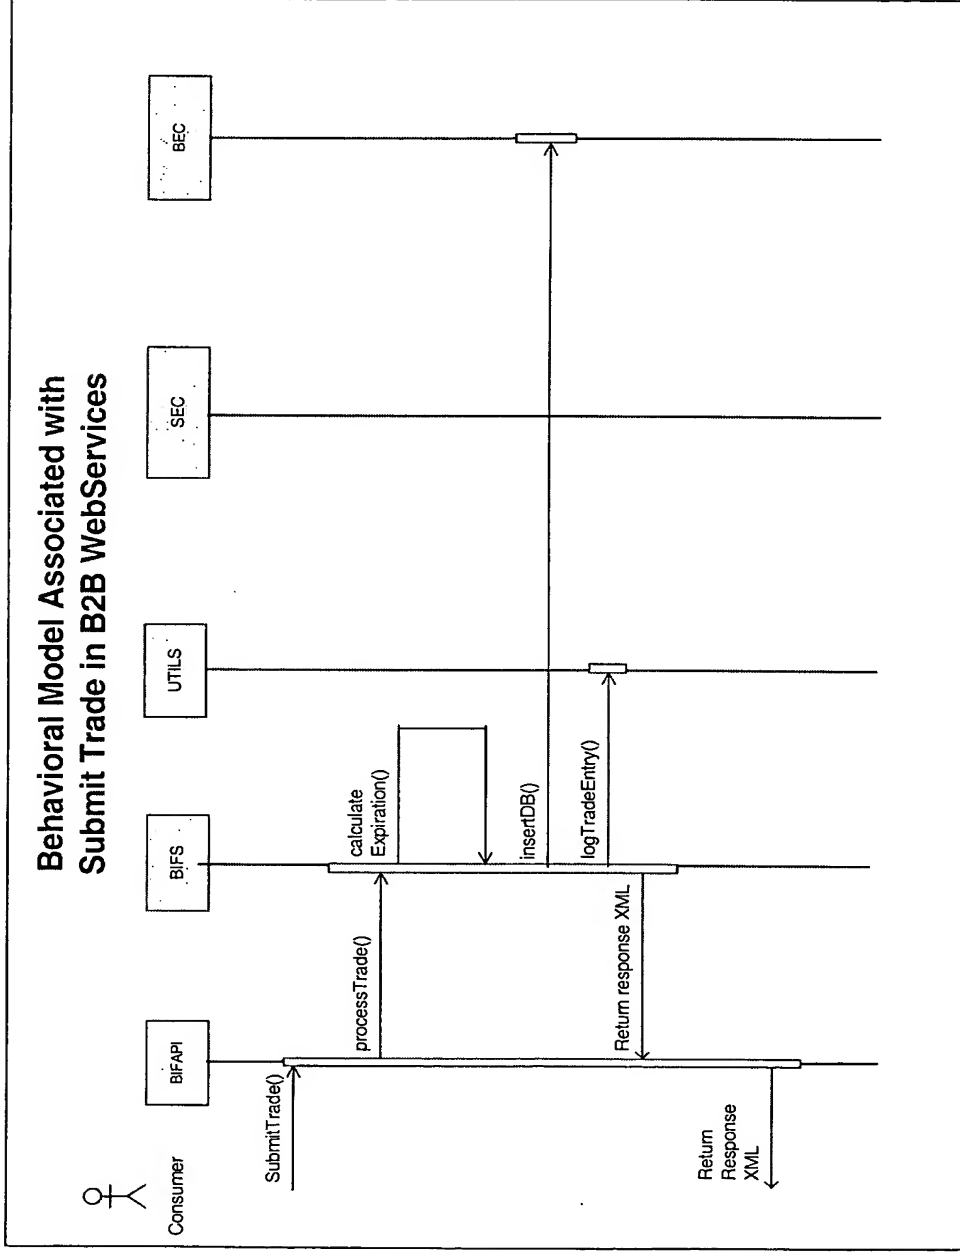 Behavioral Model Associated with
Submit Trade in B2B WebServices
Consumer
BIFAPI
BIFS
UTILS
SEC
BEC
SubmitTrade()
processTrade()
calculate
Expiration()
insertDB()
logTradeEntry()
Return response XML
Return
Response
XML